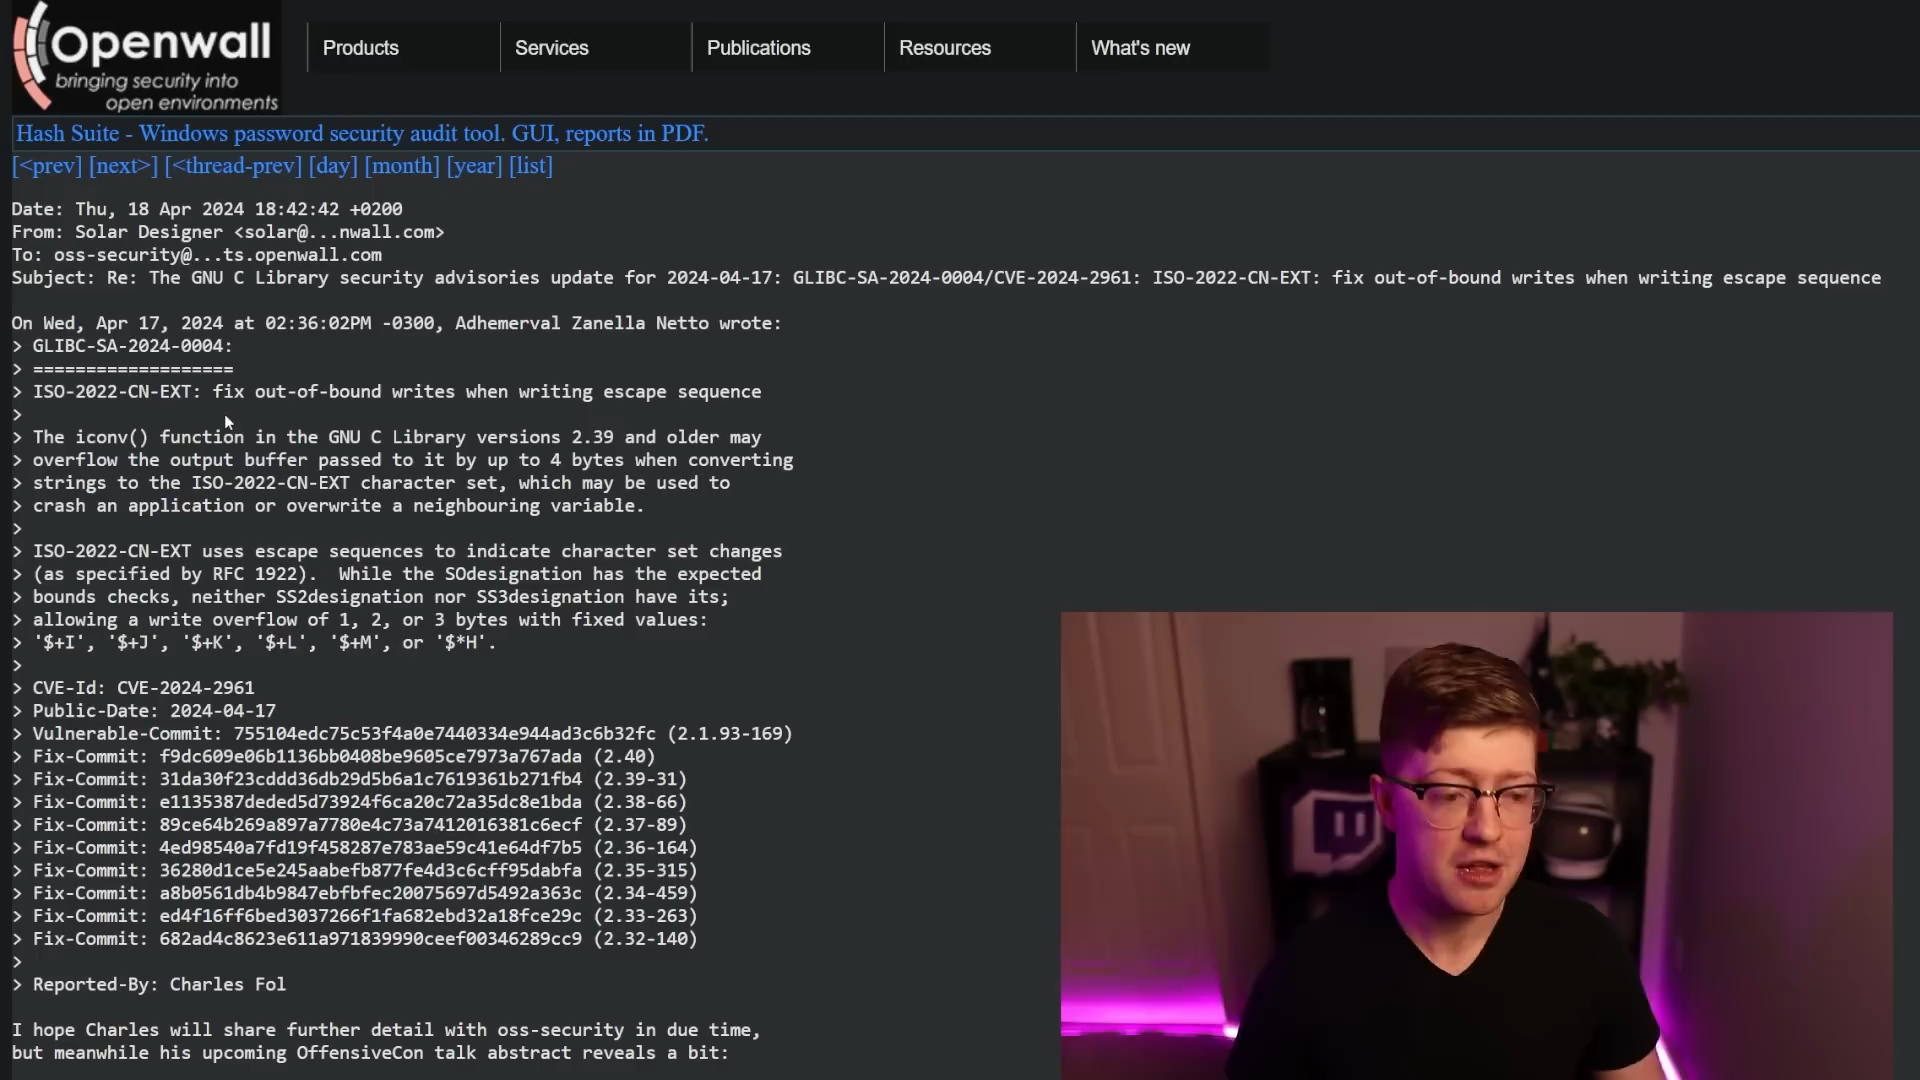 Openwall
bringing security into
open environments
Products
Services
Publications
Resources
What's new
Hash Suite - Windows password security audit tool. GUI, reports in PDF.
[<prev] [next>] [<thread-prev] [day] [month] [year] [list]
Date: Thu, 18 Apr 2024 18:42:42 +0200
From: Solar Designer <solar@...nwall.com>
To: oss-security@...ts.openwall.com
Subject: Re: The GNU C Library security advisories update for 2024-04-17: GLIBC-SA-2024-0004/CVE-2024-2961: ISO-2022-CN-EXT: fix out-of-bound writes when writing escape sequence
On Wed, Apr 17, 2024 at 02:36:02PM -0300, Adhemerval Zanella Netto wrote:
> GLIBC-SA-2024-0004:
> ===================
> ISO-2022-CN-EXT: fix out-of-bound writes when writing escape sequence
>
> The iconv() function in the GNU C Library versions 2.39 and older may
> overflow the output buffer passed to it by up to 4 bytes when converting
> strings to the ISO-2022-CN-EXT character set, which may be used to
> crash an application or overwrite a neighbouring variable.
>
> ISO-2022-CN-EXT uses escape sequences to indicate character set changes
> (as specified by RFC 1922).  While the SOdesignation has the expected
> bounds checks, neither SS2designation nor SS3designation have its;
> allowing a write overflow of 1, 2, or 3 bytes with fixed values:
> '$+I', '$+J', '$+K', '$+L', '$+M', or '$*H'.
>
> CVE-Id: CVE-2024-2961
> Public-Date: 2024-04-17
> Vulnerable-Commit: 755104edc75c53f4a0e7440334e944ad3c6b32fc (2.1.93-169)
> Fix-Commit: f9dc609e06b1136bb0408be9605ce7973a767ada (2.40)
> Fix-Commit: 31da30f23cddd36db29d5b6a1c7619361b271fb4 (2.39-31)
> Fix-Commit: e1135387deded5d73924f6ca20c72a35dc8e1bda (2.38-66)
> Fix-Commit: 89ce64b269a897a7780e4c73a7412016381c6ecf (2.37-89)
> Fix-Commit: 4ed98540a7fd19f458287e783ae59c41e64df7b5 (2.36-164)
> Fix-Commit: 36280d1ce5e245aabefb877fe4d3c6cff95dabfa (2.35-315)
> Fix-Commit: a8b0561db4b9847ebfbfec20075697d5492a363c (2.34-459)
> Fix-Commit: ed4f16ff6bed3037266f1fa682ebd32a18fce29c (2.33-263)
> Fix-Commit: 682ad4c8623e611a971839990ceef00346289cc9 (2.32-140)
>
> Reported-By: Charles Fol
I hope Charles will share further detail with oss-security in due time,
but meanwhile his upcoming OffensiveCon talk abstract reveals a bit: